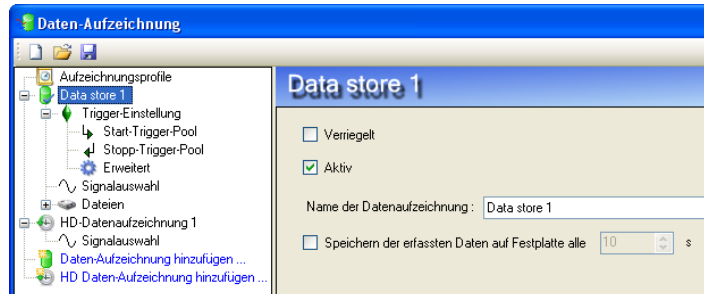 Daten-Aufzeichnung
Aufzeichnungsprofile
Data store 1
Trigger-Einstellung
Start-Trigger-Pool
Stopp-Trigger-Pool
Erweitert
Signalauswahl
Dateien
HD-Datenaufzeichnung 1
Signalauswahl
Daten-Aufzeichnung hinzufügen ...
HD Daten-Aufzeichnung hinzufügen ...
Data store 1
Verriegelt
Aktiv
Name der Datenaufzeichnung : Data store 1
Speichern der erfassten Daten auf Festplatte alle 10 s